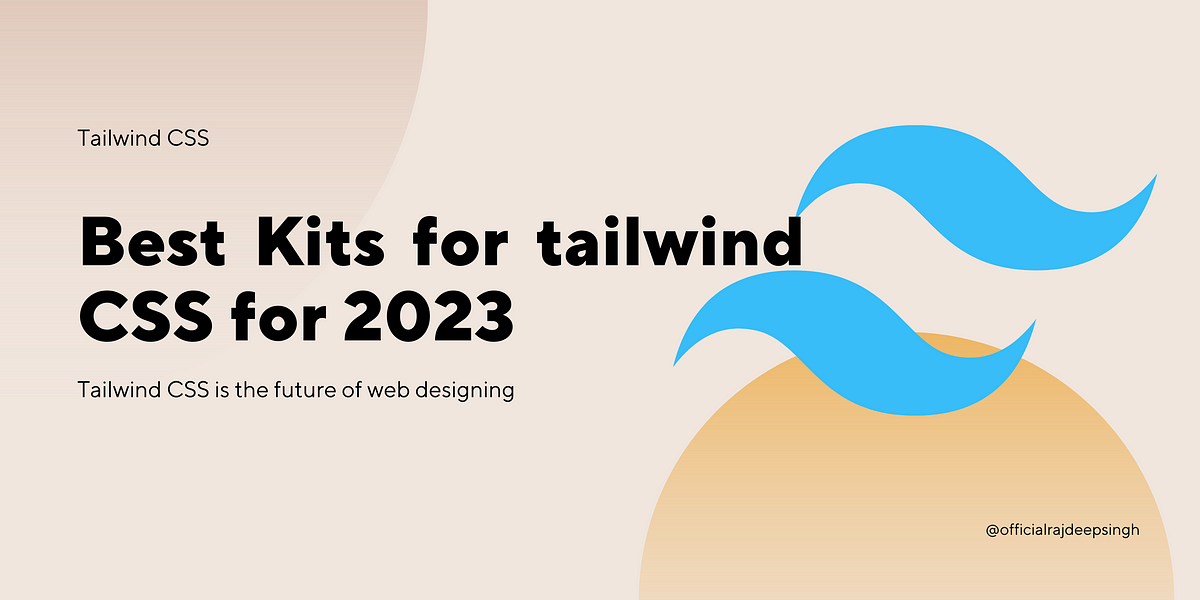 Tailwind CSS
Best Kits for tailwind
CSS for 2023
Tailwind CSS is the future of web designing
@officialrajdeepsingh